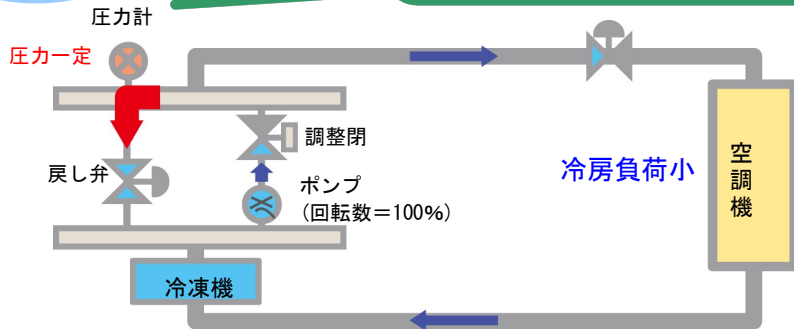 圧力計
圧力一定
調整閉
戻し弁
ポンプ
(回転数=100%)
冷房負荷小
空調機
冷凍機